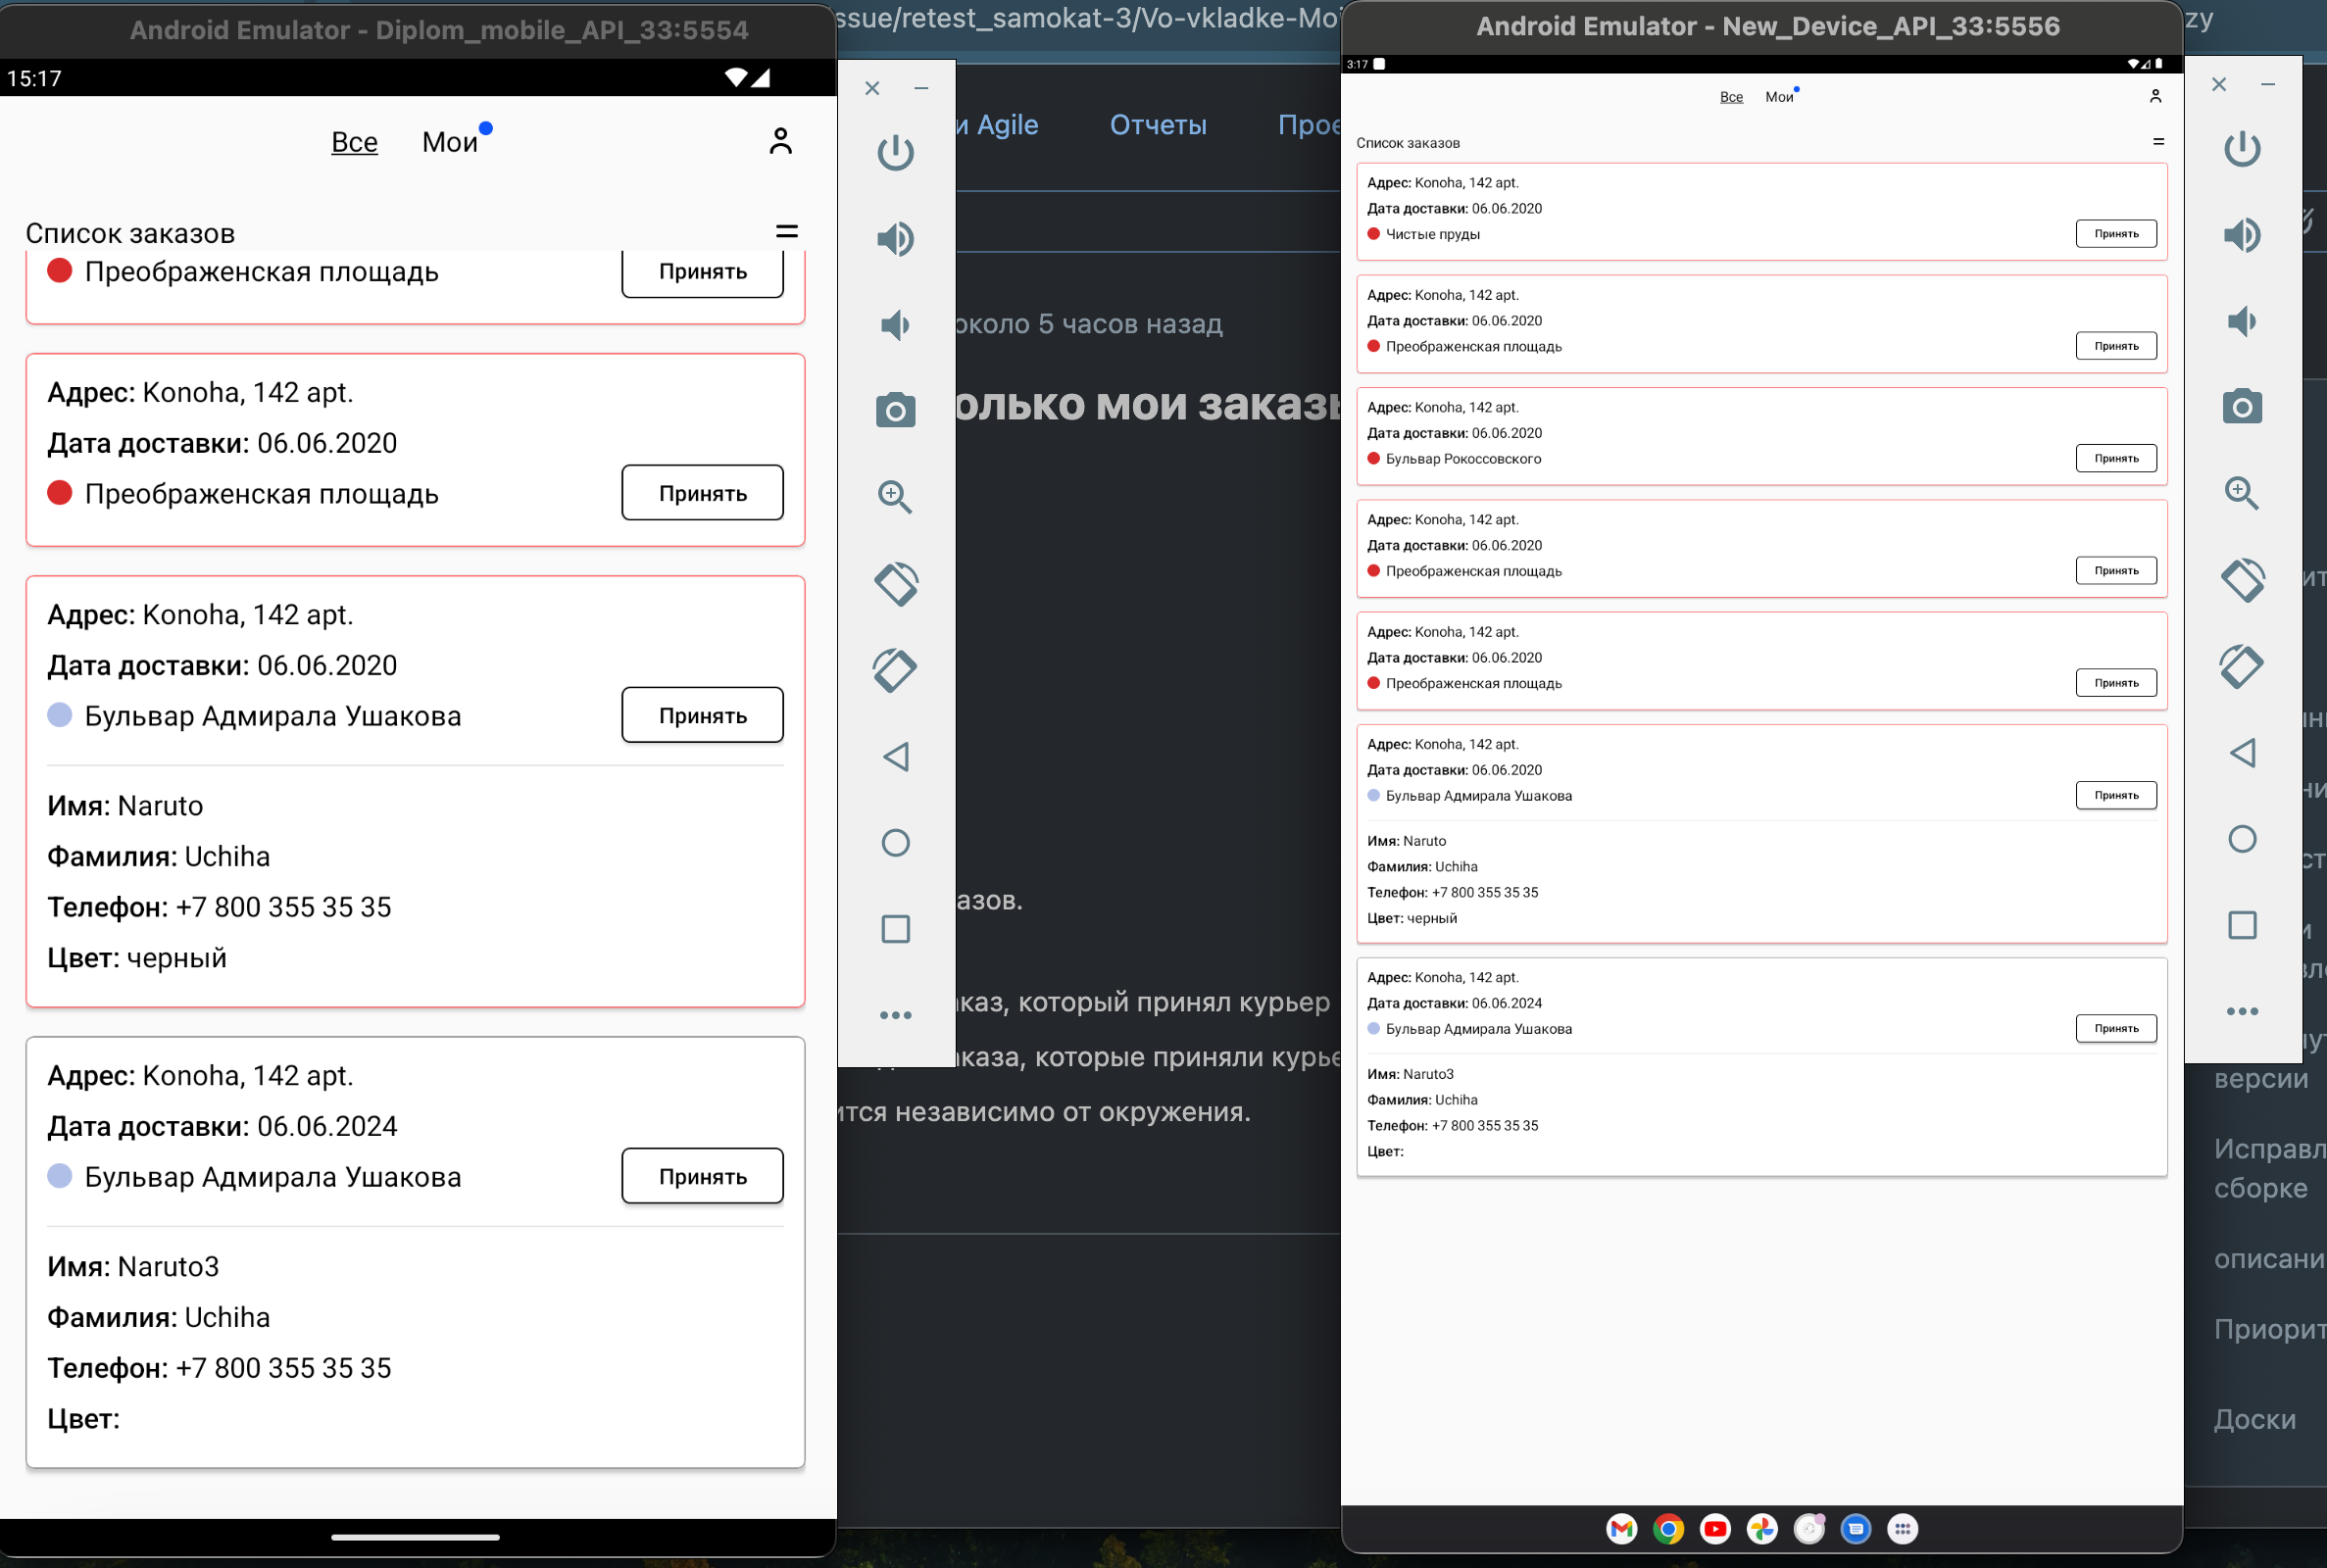 Android Emulator - Diplom_mobile_API_33:5554
15:17
Все Мои
Список заказов
Преображенская площадь
Принять
Адрес: Konoha, 142 apt.
Дата доставки: 06.06.2020
Преображенская площадь
Принять
Адрес: Konoha, 142 apt.
Дата доставки: 06.06.2020
Бульвар Адмирала Ушакова
Принять
Имя: Naruto
Фамилия: Uchiha
Телефон: +7 800 355 35 35
Цвет: черный
Адрес: Konoha, 142 apt.
Дата доставки: 06.06.2024
Бульвар Адмирала Ушакова
Принять
Имя: Naruto3
Фамилия: Uchiha
Телефон: +7 800 355 35 35
Цвет:
ssue/retest_samokat-3/Vo-vkladke-Moi
и Agile Отчеты Прое
около 5 часов назад
олько мои заказы
азов.
каз, который принял курьер
каза, которые приняли курье
ится независимо от окружения.
Android Emulator - New_Device_API_33:5556
3:17
Все Мои
Список заказов
Адрес: Konoha, 142 apt.
Дата доставки: 06.06.2020
Чистые пруды
Принять
Адрес: Konoha, 142 apt.
Дата доставки: 06.06.2020
Преображенская площадь
Принять
Адрес: Konoha, 142 apt.
Дата доставки: 06.06.2020
Бульвар Рокоссовского
Принять
Адрес: Konoha, 142 apt.
Дата доставки: 06.06.2020
Преображенская площадь
Принять
Адрес: Konoha, 142 apt.
Дата доставки: 06.06.2020
Преображенская площадь
Принять
Адрес: Konoha, 142 apt.
Дата доставки: 06.06.2020
Бульвар Адмирала Ушакова
Принять
Имя: Naruto
Фамилия: Uchiha
Телефон: +7 800 355 35 35
Цвет: черный
Адрес: Konoha, 142 apt.
Дата доставки: 06.06.2024
Бульвар Адмирала Ушакова
Принять
Имя: Naruto3
Фамилия: Uchiha
Телефон: +7 800 355 35 35
Цвет:
zy
версии
Исправл
сборке
описани
Приорит
Доски